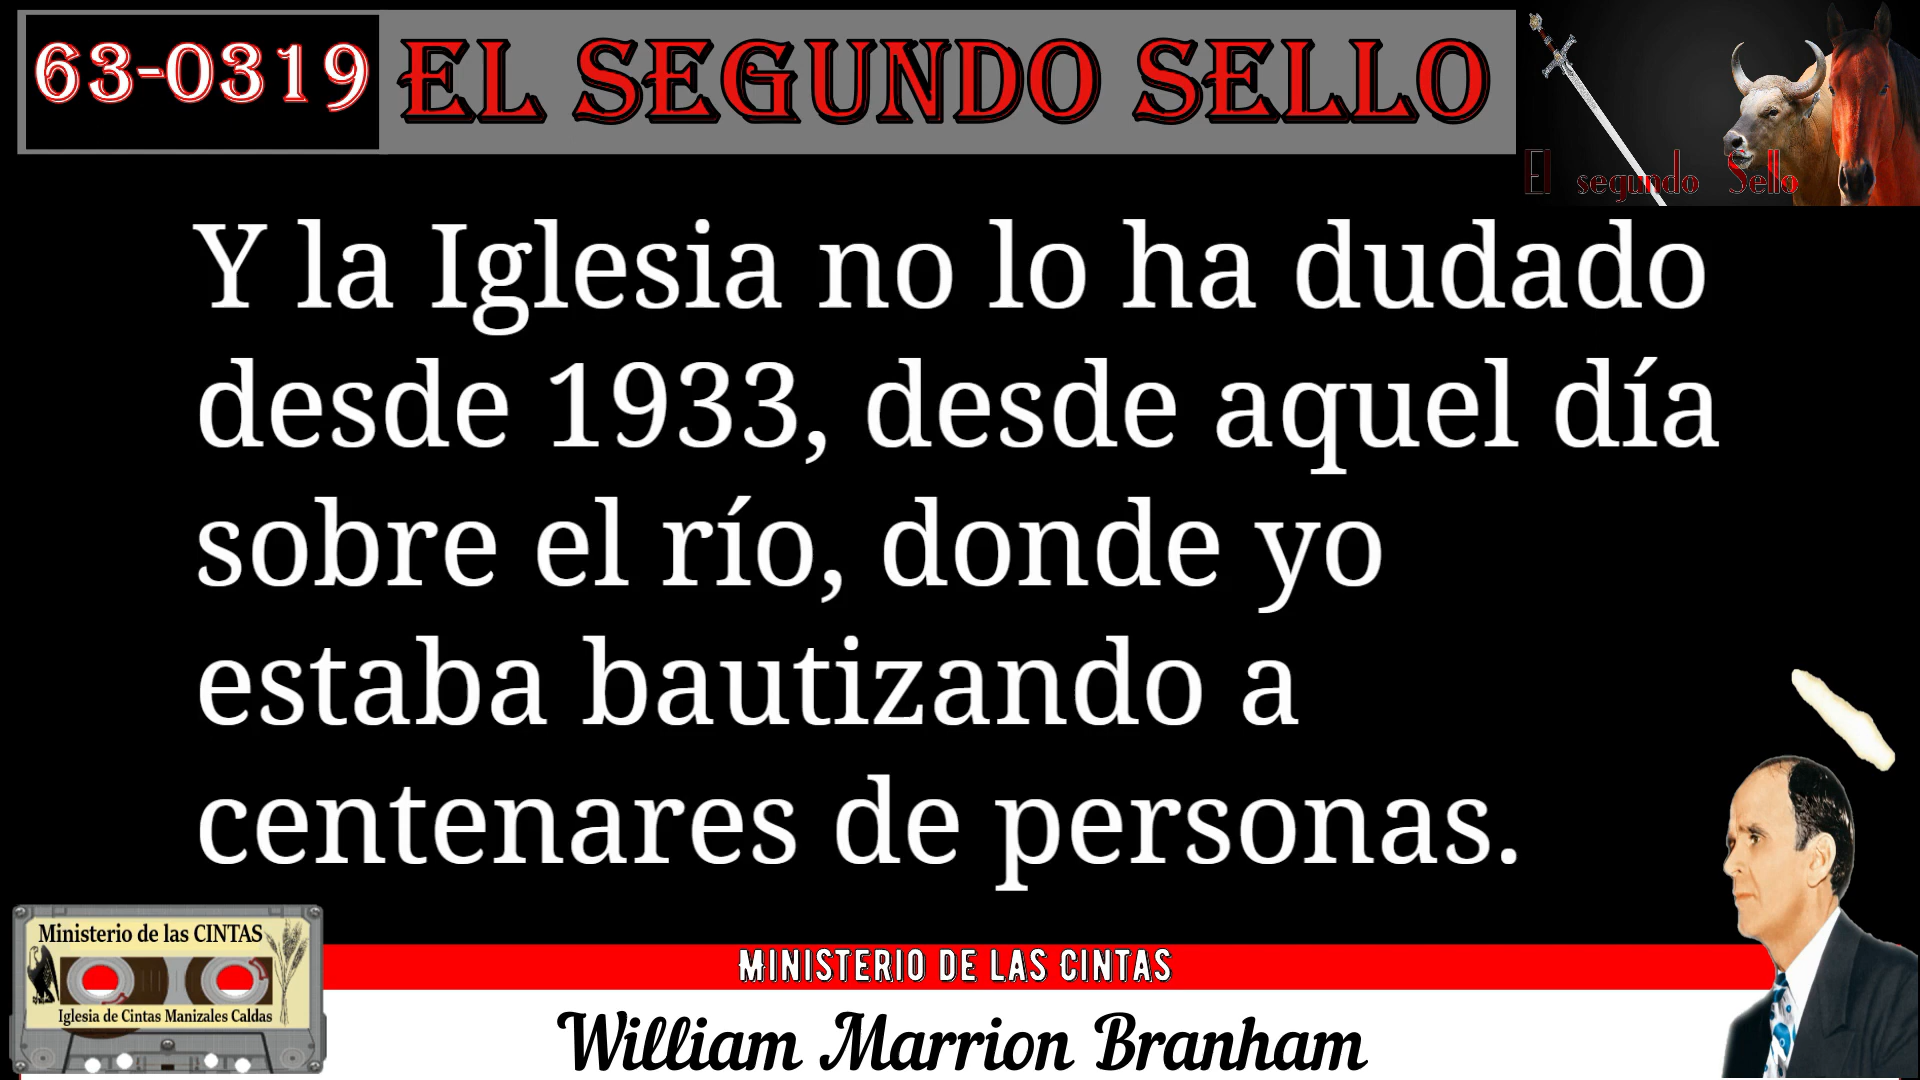 63-0319
EL SEGUNDO SELLO
El segundo Sello
Y la Iglesia no lo ha dudado
desde 1933, desde aquel día
sobre el río, donde yo
estaba bautizando a
centenares de personas.
Ministerio de las CINTAS
Iglesia de Cintas Manizales Caldas
MINISTERIO DE LAS CINTAS
William Marrion Branham